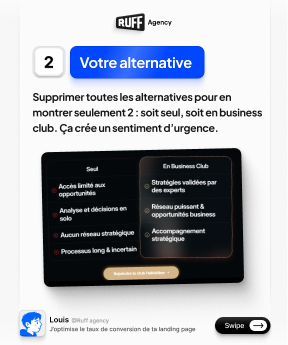 RUFF Agency
2 Votre alternative
Supprimer toutes les alternatives pour en
montrer seulement 2 : soit seul, soit en business
club. Ça crée un sentiment d'urgence.
Seul
Accès limité aux
opportunités
Analyse et décisions en
solo
Aucun réseau stratégique
Processus long & incertain
En Business Club
Stratégies validées par
des experts
Réseau puissant &
opportunités business
Accompagnement
stratégique
Louis @Ruff agency
J'optimise le taux de conversion de ta landing page
Swipe